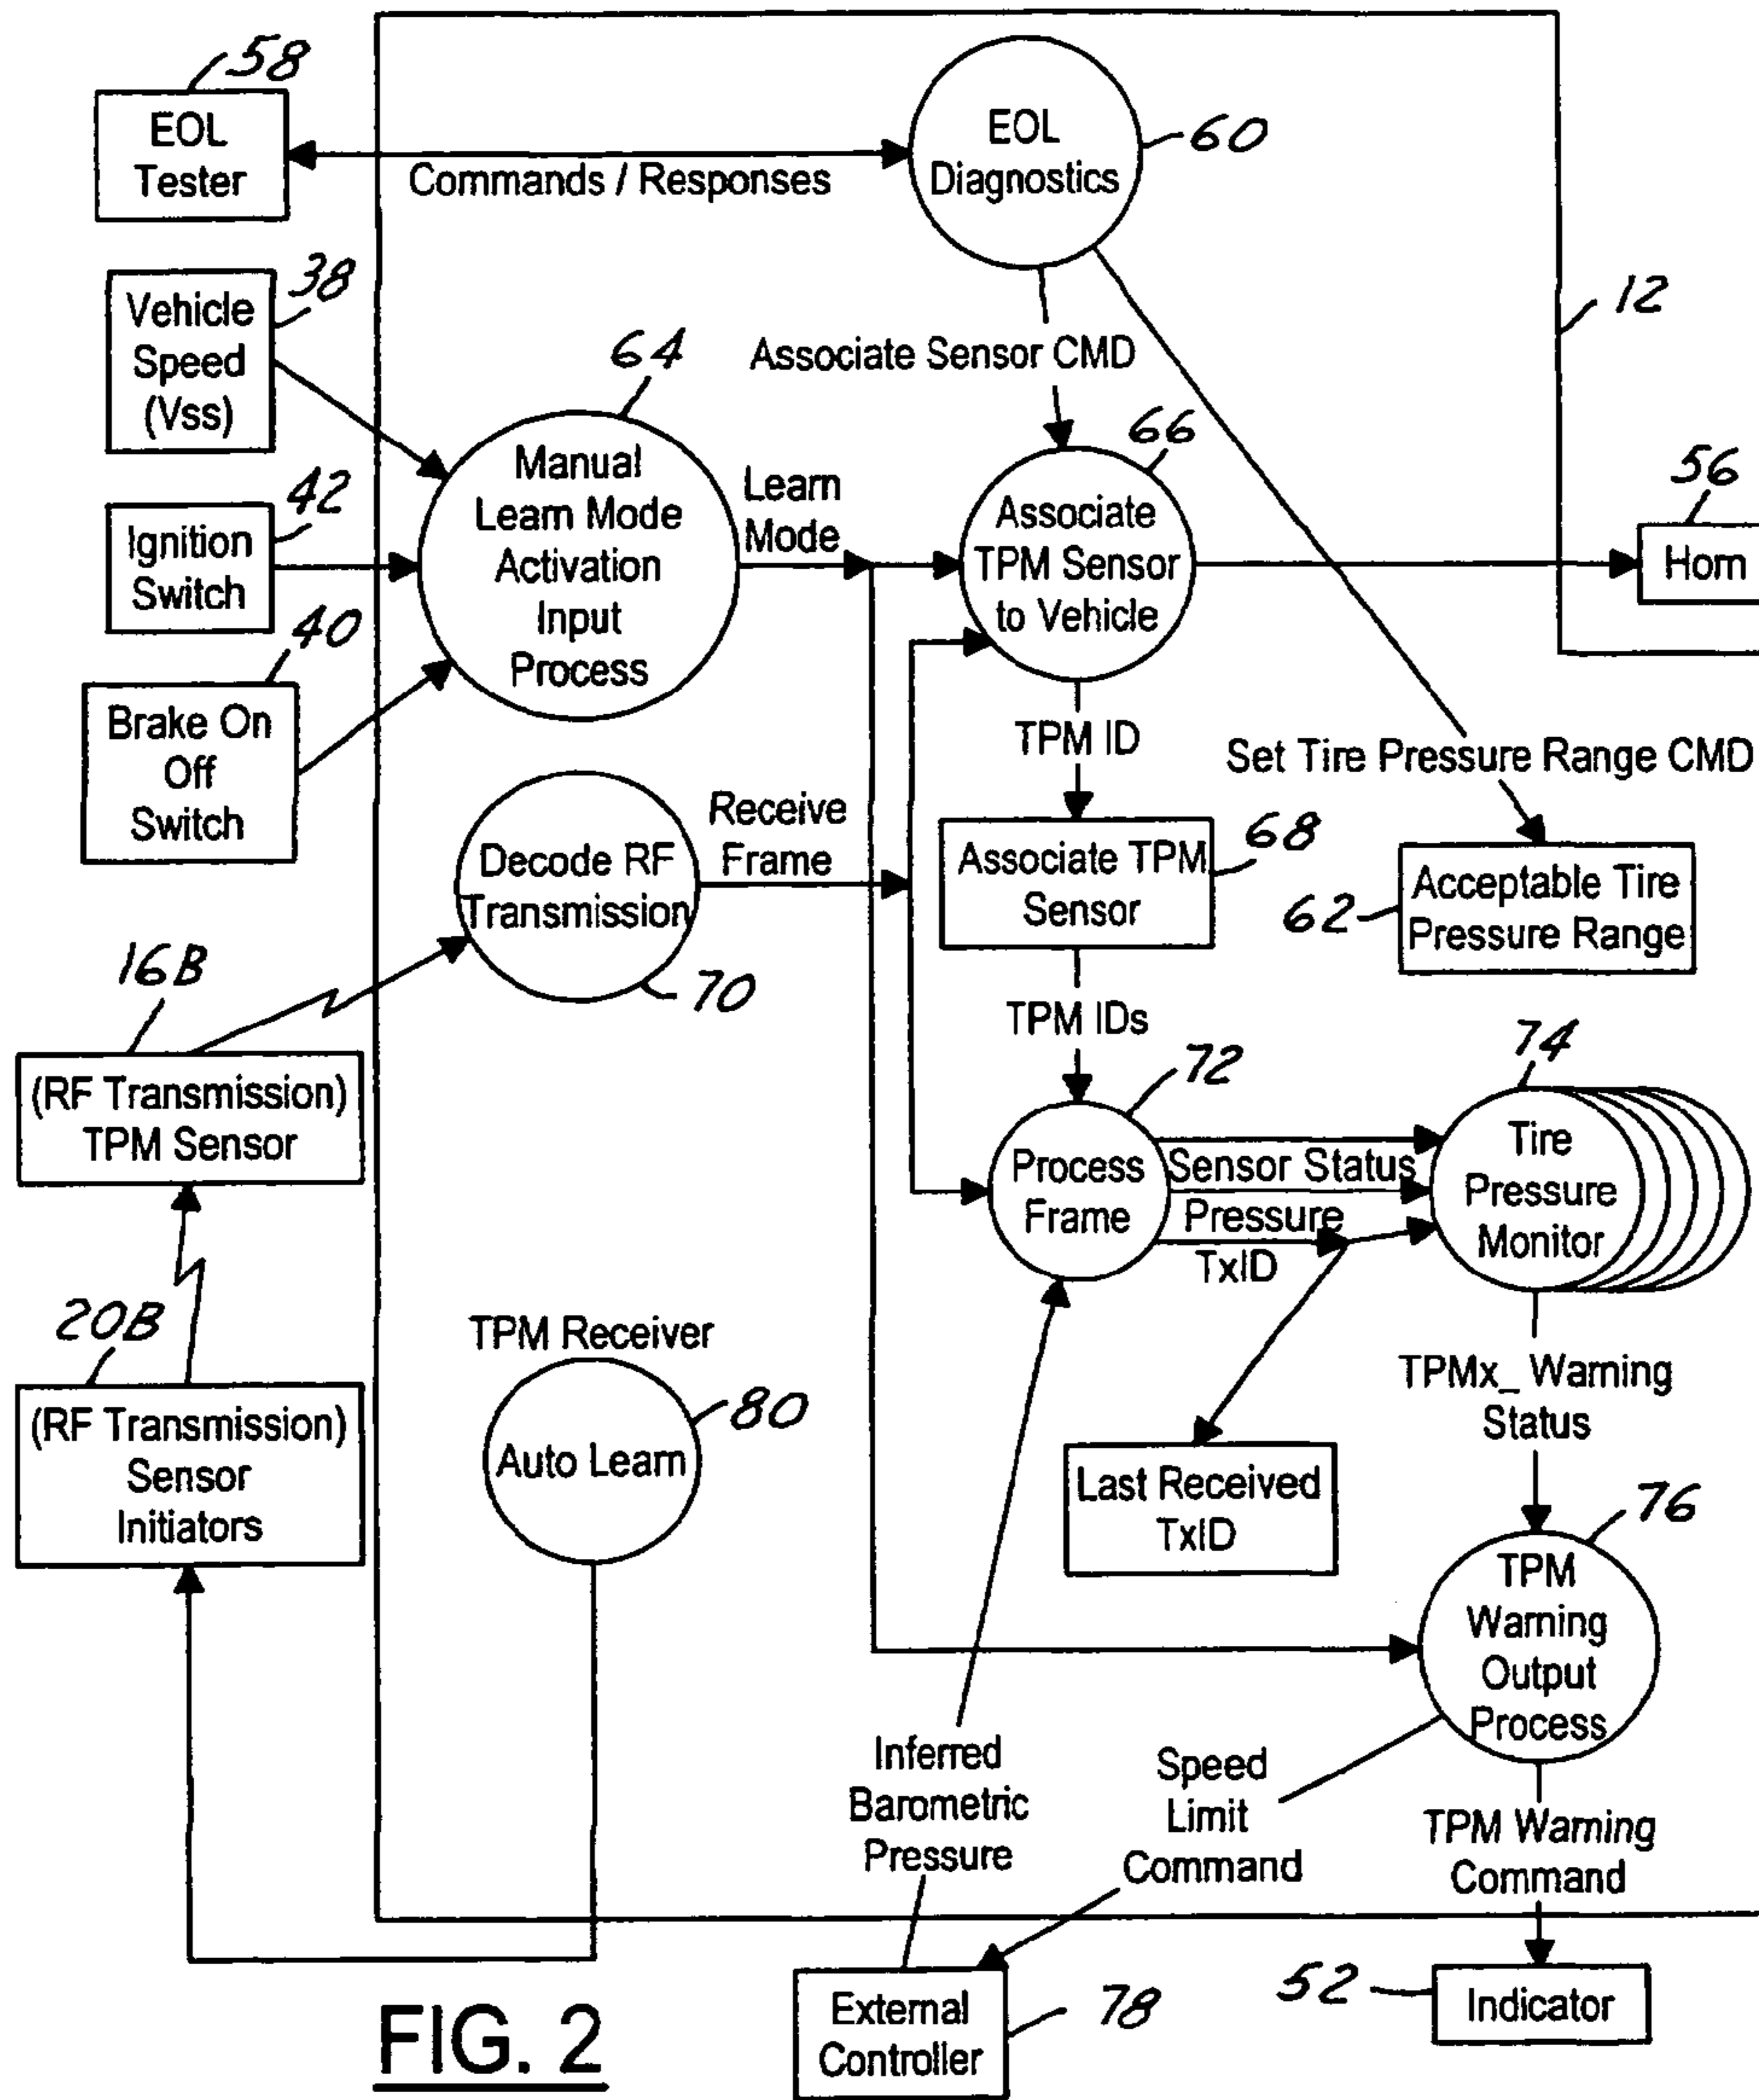 58
EOL
Tester
Commands / Responses
EOL
Diagnostics
60
12
Vehicle
Speed
(Vss)
38
64
Associate Sensor CMD
Manual
Learn Mode
Activation
Input
Process
Learn
Mode
66
Associate
TPM Sensor
to Vehicle
56
Horn
Ignition
Switch
42
40
Brake On
Off
Switch
TPM ID
Set Tire Pressure Range CMD
Receive
Frame
Decode RF
Transmission
70
Associate TPM
Sensor
68
Acceptable Tire
Pressure Range
62
16B
(RF Transmission)
TPM Sensor
TPM IDs
72
74
Process
Frame
Sensor Status
Pressure
TxID
Tire
Pressure
Monitor
20B
(RF Transmission)
Sensor
Initiators
TPM Receiver
Auto Learn
80
TPMx_ Warning
Status
Last Received
TxID
76
TPM
Warning
Output
Process
Inferred
Barometric
Pressure
Speed
Limit
Command
TPM Warning
Command
External
Controller
78
52
Indicator
FIG. 2